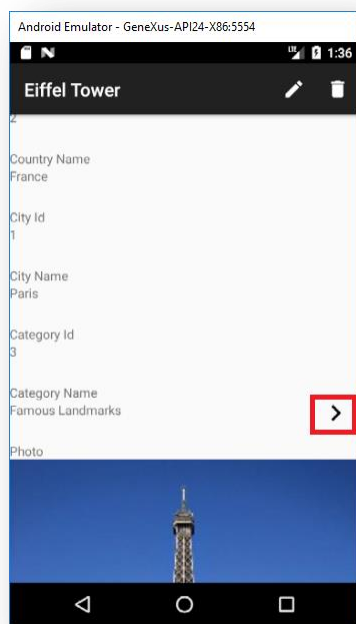 Android Emulator - GeneXus-API24-X86:5554
LTE 1:36
Eiffel Tower
2
Country Name
France
City Id
1
City Name
Paris
Category Id
3
Category Name
Famous Landmarks
Photo